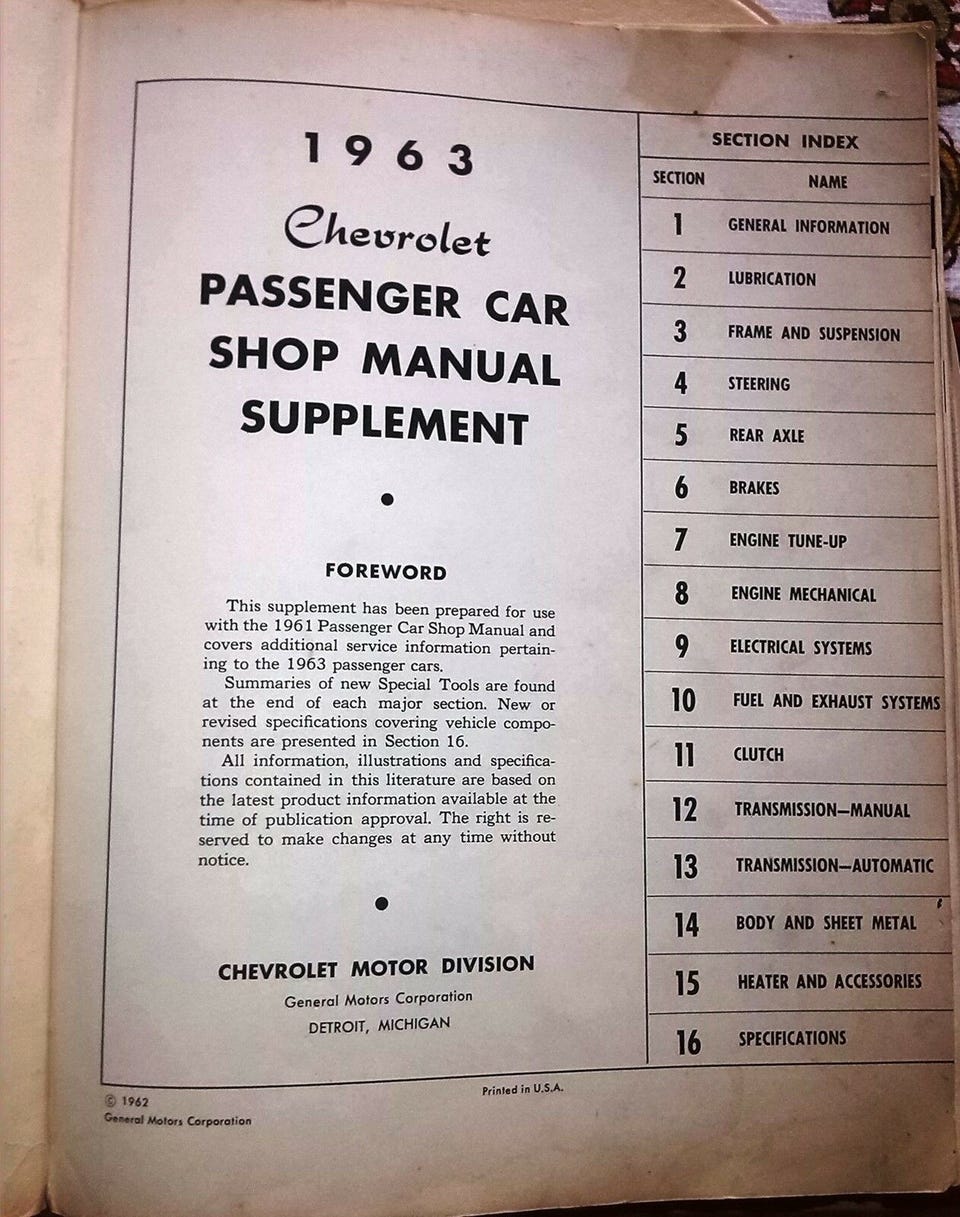 1963
Chevrolet
PASSENGER CAR
SHOP MANUAL
SUPPLEMENT
•
FOREWORD
This supplement has been prepared for use
with the 1961 Passenger Car Shop Manual and
covers additional service information pertain-
ing to the 1963 passenger cars.
Summaries of new Special Tools are found
at the end of each major section. New or
revised specifications covering vehicle compo-
nents are presented in Section 16.
All information, illustrations and specifica-
tions contained in this literature are based on
the latest product information available at the
time of publication approval. The right is re-
served to make changes at any time without
notice.
•
CHEVROLET MOTOR DIVISION
General Motors Corporation
DETROIT, MICHIGAN
SECTION INDEX
SECTION NAME
1 GENERAL INFORMATION
2 LUBRICATION
3 FRAME AND SUSPENSION
4 STEERING
5 REAR AXLE
6 BRAKES
7 ENGINE TUNE-UP
8 ENGINE MECHANICAL
9 ELECTRICAL SYSTEMS
10 FUEL AND EXHAUST SYSTEMS
11 CLUTCH
12 TRANSMISSION—MANUAL
13 TRANSMISSION—AUTOMATIC
14 BODY AND SHEET METAL
15 HEATER AND ACCESSORIES
16 SPECIFICATIONS
© 1962
General Motors Corporation
Printed in U.S.A.